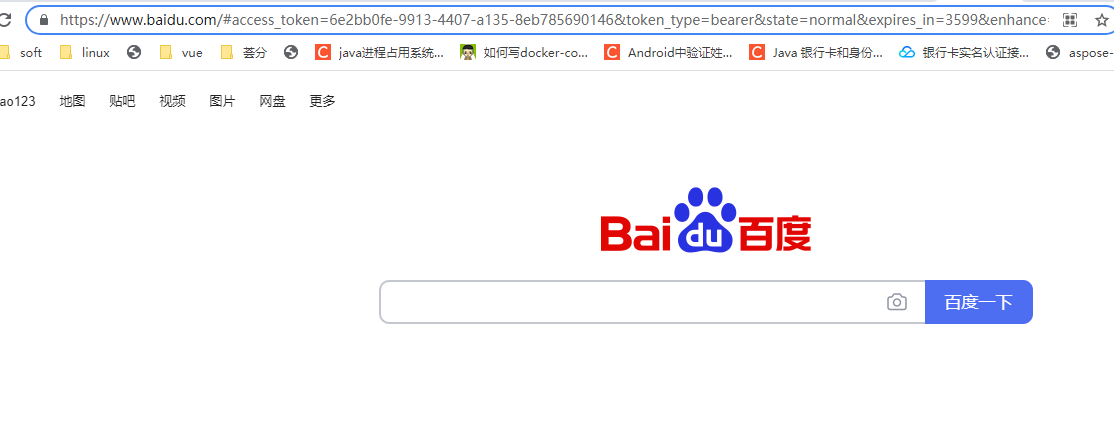 https://www.baidu.com/#access_token=6e2bb0fe-9913-4407-a135-8eb785690146&token_type=bearer&state=normal&expires_in=3599&enhance=
soft linux vue 荟分 java进程占用系统... 如何写docker-co... Android中验证姓... Java 银行卡和身份... 银行卡实名认证接... aspose-
ao123 地图 贴吧 视频 图片 网盘 更多
Bai du 百度
百度一下